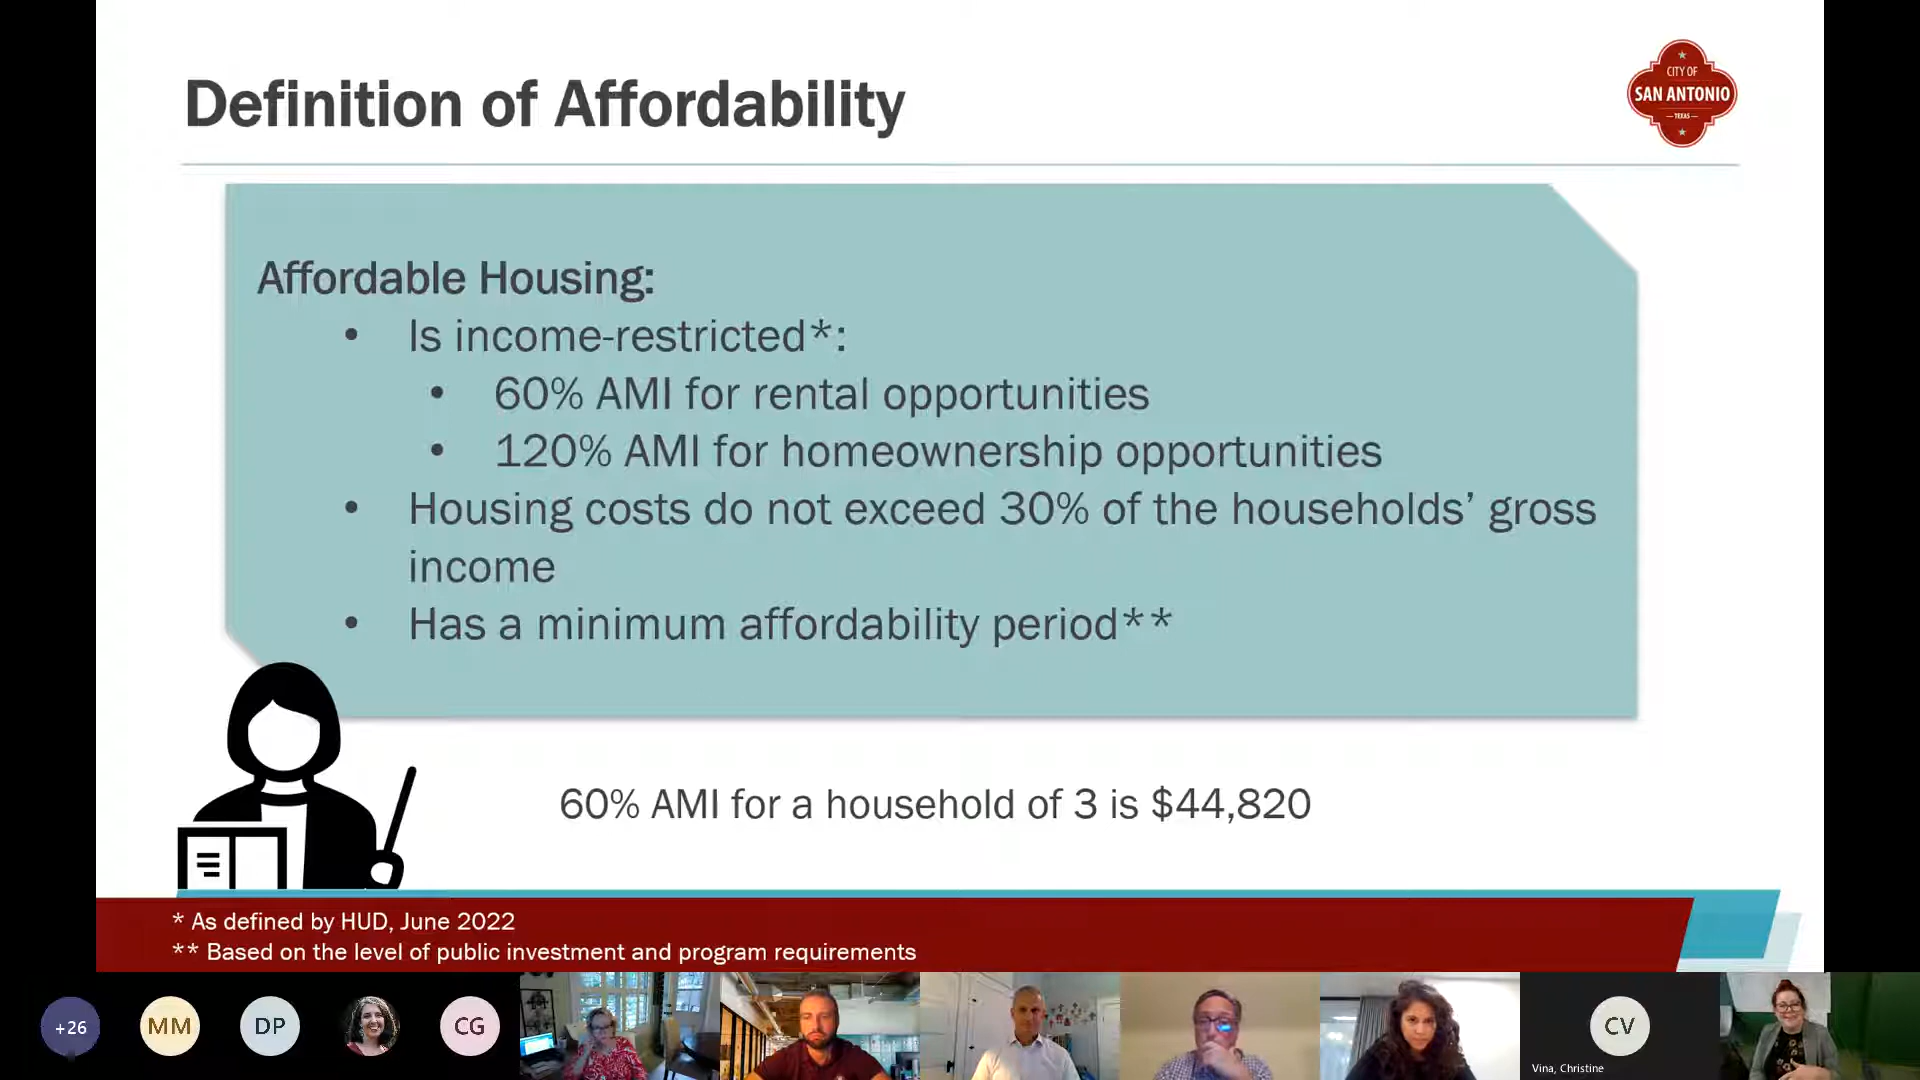 Definition of Affordability
CITY OF
SAN ANTONIO
TEXAS
Affordable Housing:
• Is income-restricted*:
• 60% AMI for rental opportunities
• 120% AMI for homeownership opportunities
• Housing costs do not exceed 30% of the households’ gross
income
• Has a minimum affordability period**
60% AMI for a household of 3 is $44,820
* As defined by HUD, June 2022
** Based on the level of public investment and program requirements
+26
MM
DP
CG
CV
Vina, Christine